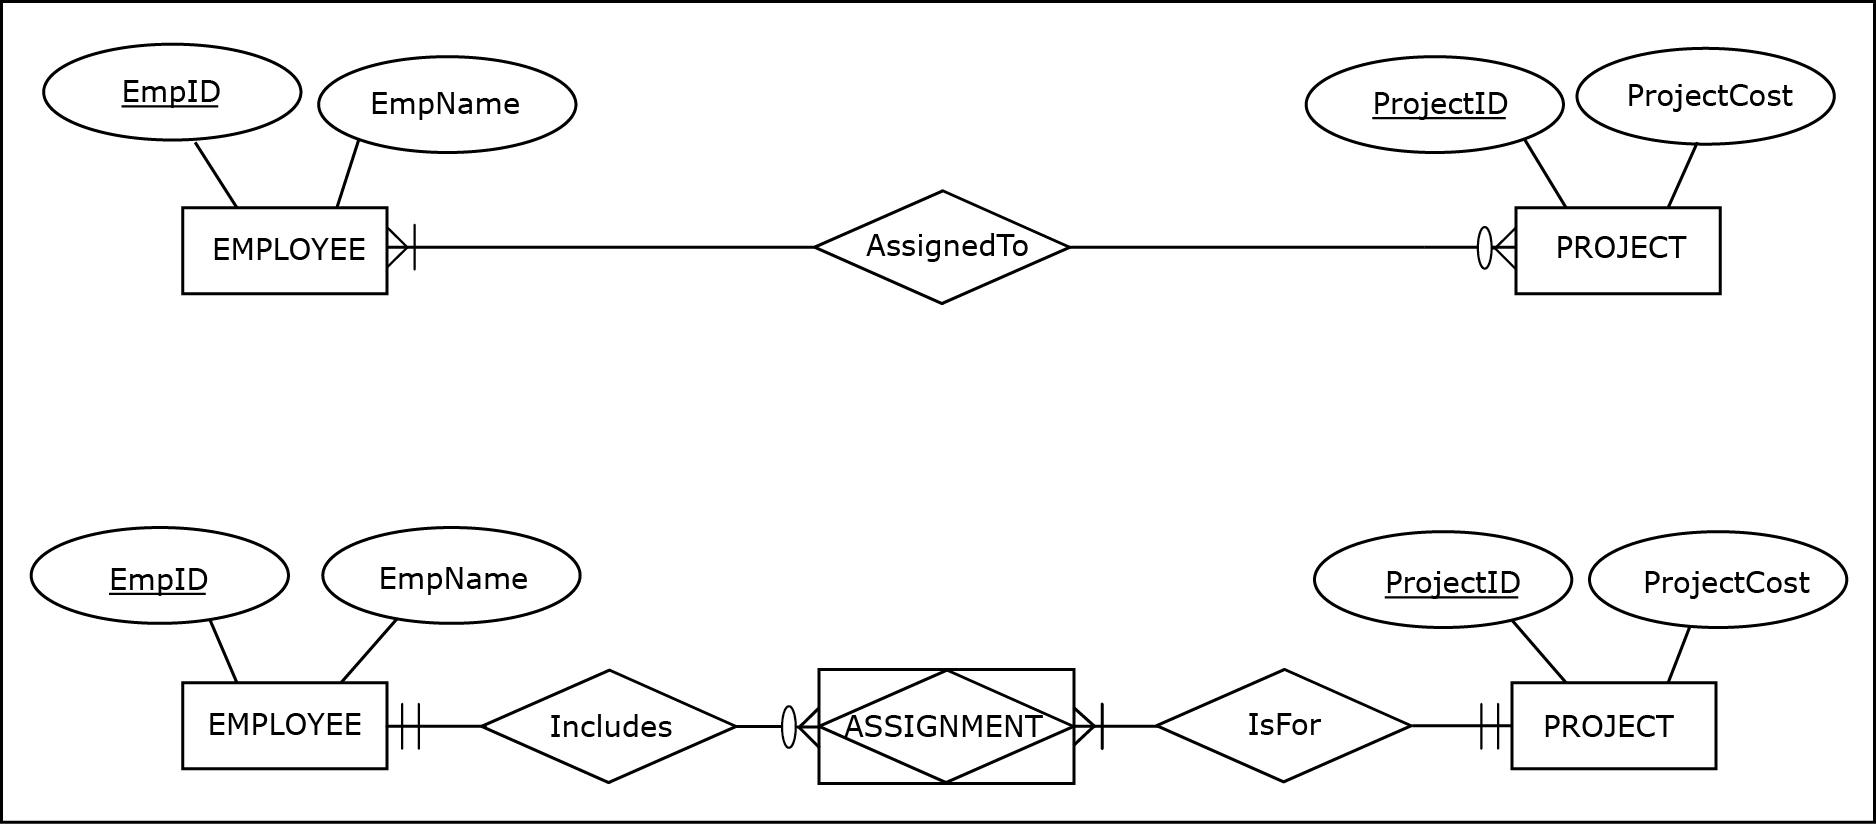 EmpID
EmpName
ProjectID
ProjectCost
EMPLOYEE
AssignedTo
PROJECT
EmpID
EmpName
ProjectID
ProjectCost
EMPLOYEE
Includes
ASSIGNMENT
IsFor
PROJECT